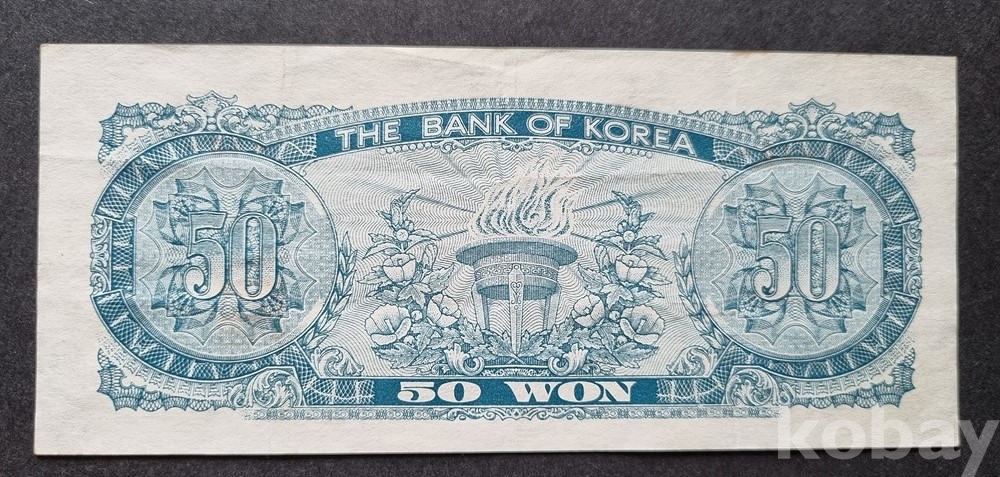 THE BANK OF KOREA
50 50
50 WON
kobay